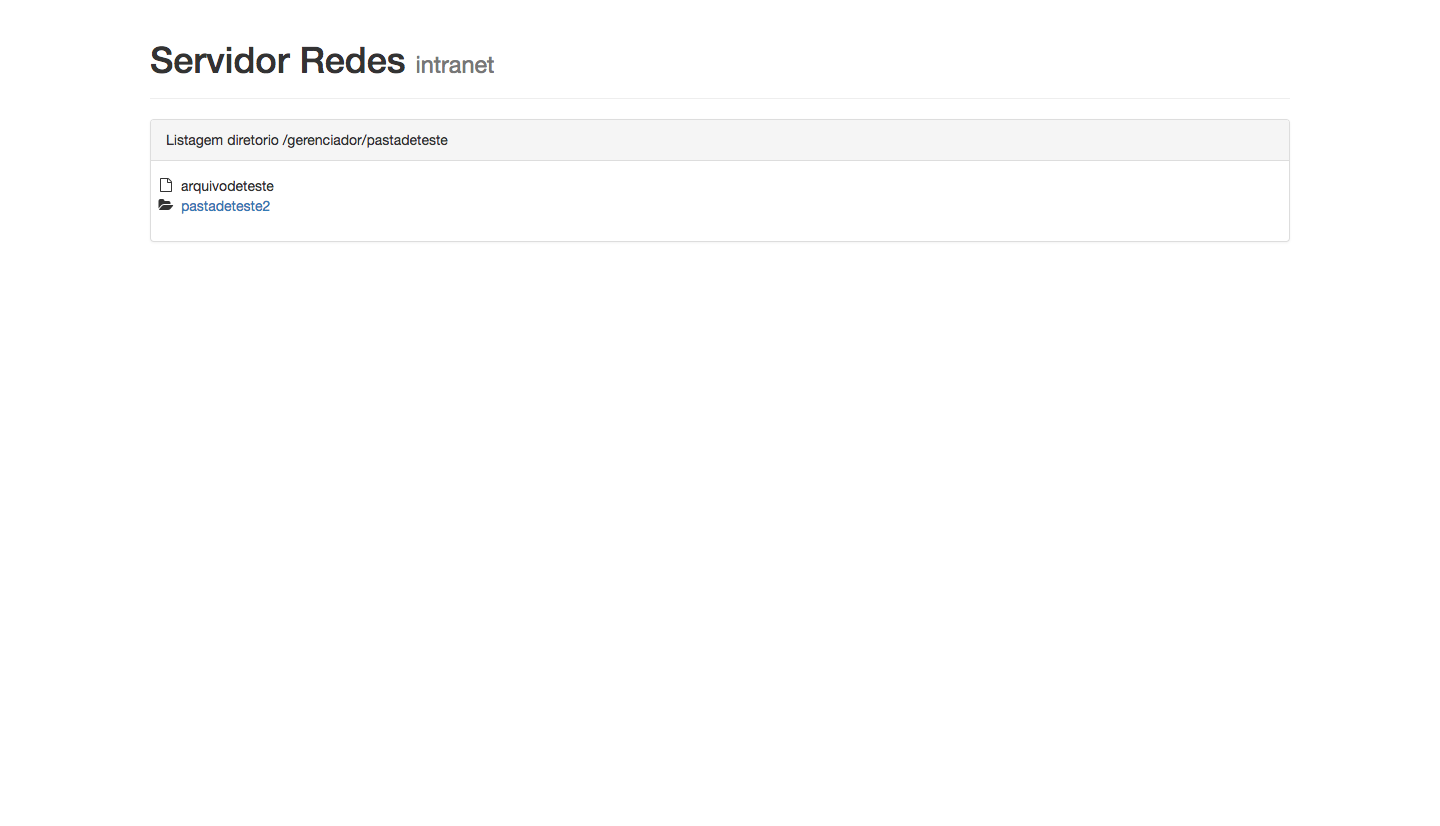 Servidor Redes intranet
Listagem diretorio /gerenciador/pastadeteste
arquivodeteste
pastadeteste2